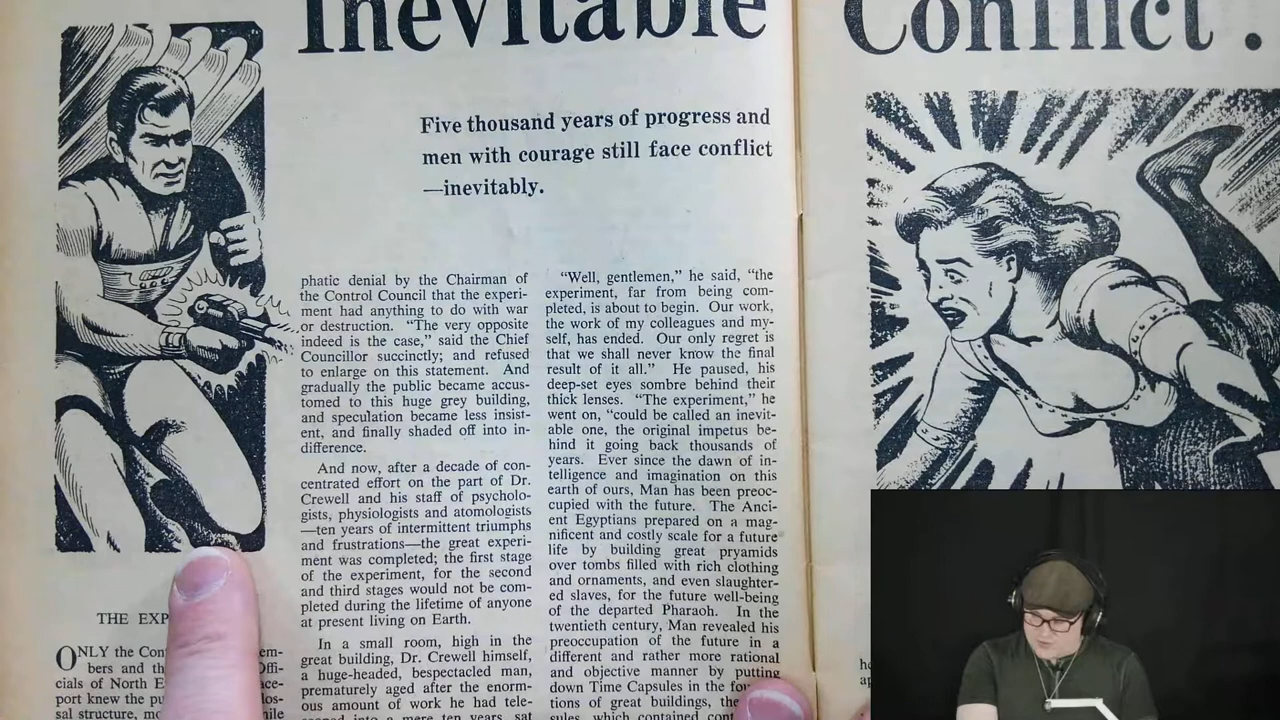 Inevitable Conflict .
Five thousand years of progress and
men with courage still face conflict
—inevitably.
THE EXP
ONLY the Con em-
bers and th Offi-
cials of North E ace-
port knew the pu los-
sal structure, mo hile
phatic denial by the Chairman of
the Control Council that the experi-
ment had anything to do with war
or destruction. “The very opposite
indeed is the case,” said the Chief
Councillor succinctly; and refused
to enlarge on this statement. And
gradually the public became accus-
tomed to this huge grey building,
and speculation became less insist-
ent, and finally shaded off into in-
difference.
And now, after a decade of con-
centrated effort on the part of Dr.
Crewell and his staff of psycholo-
gists, physiologists and atomologists
—ten years of intermittent triumphs
and frustrations—the great experi-
ment was completed; the first stage
of the experiment, for the second
and third stages would not be com-
pleted during the lifetime of anyone
at present living on Earth.
In a small room, high in the
great building, Dr. Crewell himself,
a huge-headed, bespectacled man,
prematurely aged after the enorm-
ous amount of work he had tele-
scoped into a mere ten years, sat
“Well, gentlemen,” he said, “the
experiment, far from being com-
pleted, is about to begin. Our work,
the work of my colleagues and my-
self, has ended. Our only regret is
that we shall never know the final
result of it all.” He paused, his
deep-set eyes sombre behind their
thick lenses. “The experiment,” he
went on, “could be called an inevit-
able one, the original impetus be-
hind it going back thousands of
years. Ever since the dawn of in-
telligence and imagination on this
earth of ours, Man has been preoc-
cupied with the future. The Anci-
ent Egyptians prepared on a mag-
nificent and costly scale for a future
life by building great pryamids
over tombs filled with rich clothing
and ornaments, and even slaughter-
ed slaves, for the future well-being
of the departed Pharaoh. In the
twentieth century, Man revealed his
preoccupation of the future in a
different and rather more rational
and objective manner by putting
down Time Capsules in the fou
tions of great buildings, the
sules, which contained cont